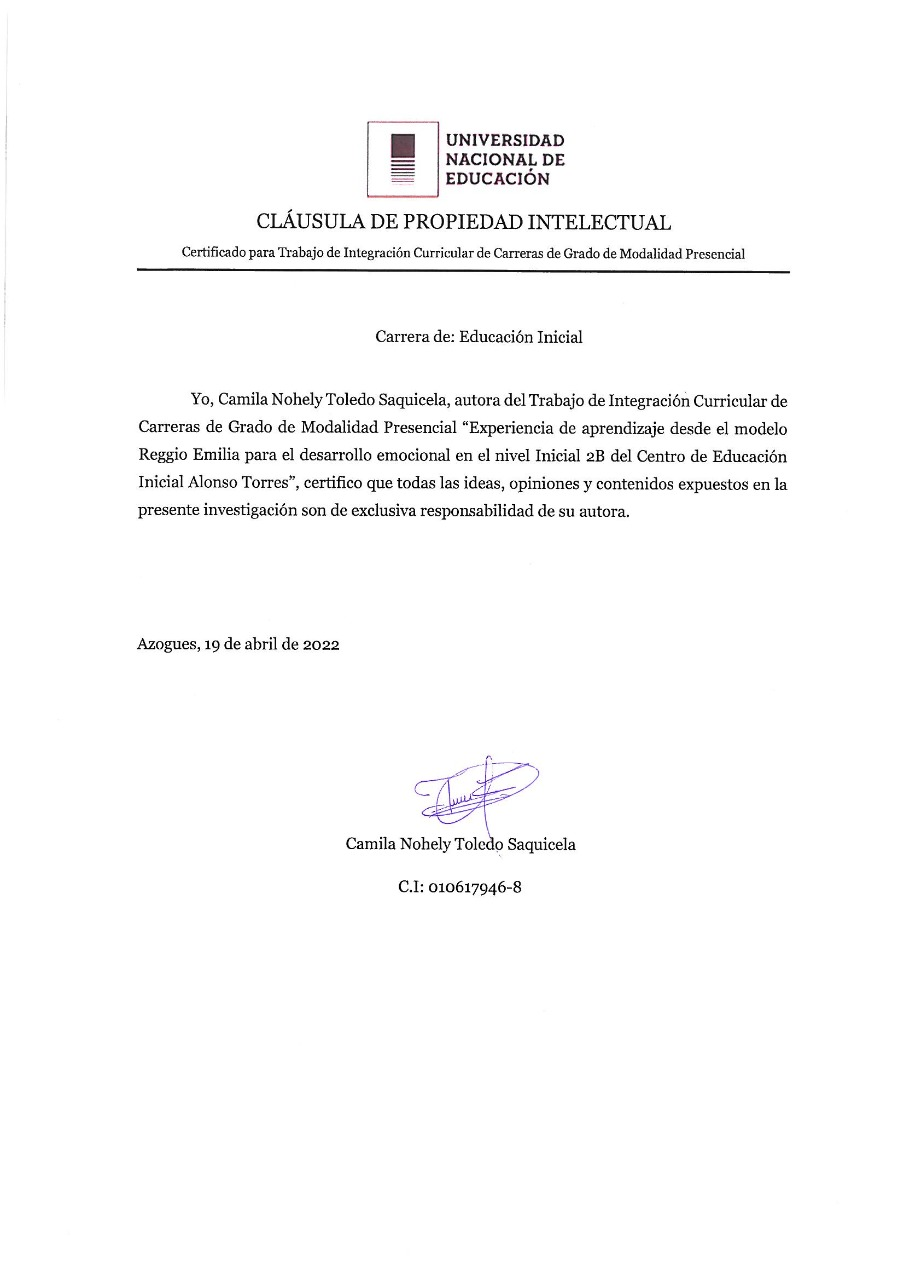 UNIVERSIDAD
NACIONAL DE
EDUCACIÓN
CLÁUSULA DE PROPIEDAD INTELECTUAL
Certificado para Trabajo de Integración Curricular de Carreras de Grado de Modalidad Presencial
Carrera de: Educación Inicial
Yo, Camila Nohely Toledo Saquicela, autora del Trabajo de Integración Curricular de
Carreras de Grado de Modalidad Presencial “Experiencia de aprendizaje desde el modelo
Reggio Emilia para el desarrollo emocional en el nivel Inicial 2B del Centro de Educación
Inicial Alonso Torres”, certifico que todas las ideas, opiniones y contenidos expuestos en la
presente investigación son de exclusiva responsabilidad de su autora.
Azogues, 19 de abril de 2022
Camila Nohely Toledo Saquicela
C.I: 010617946-8